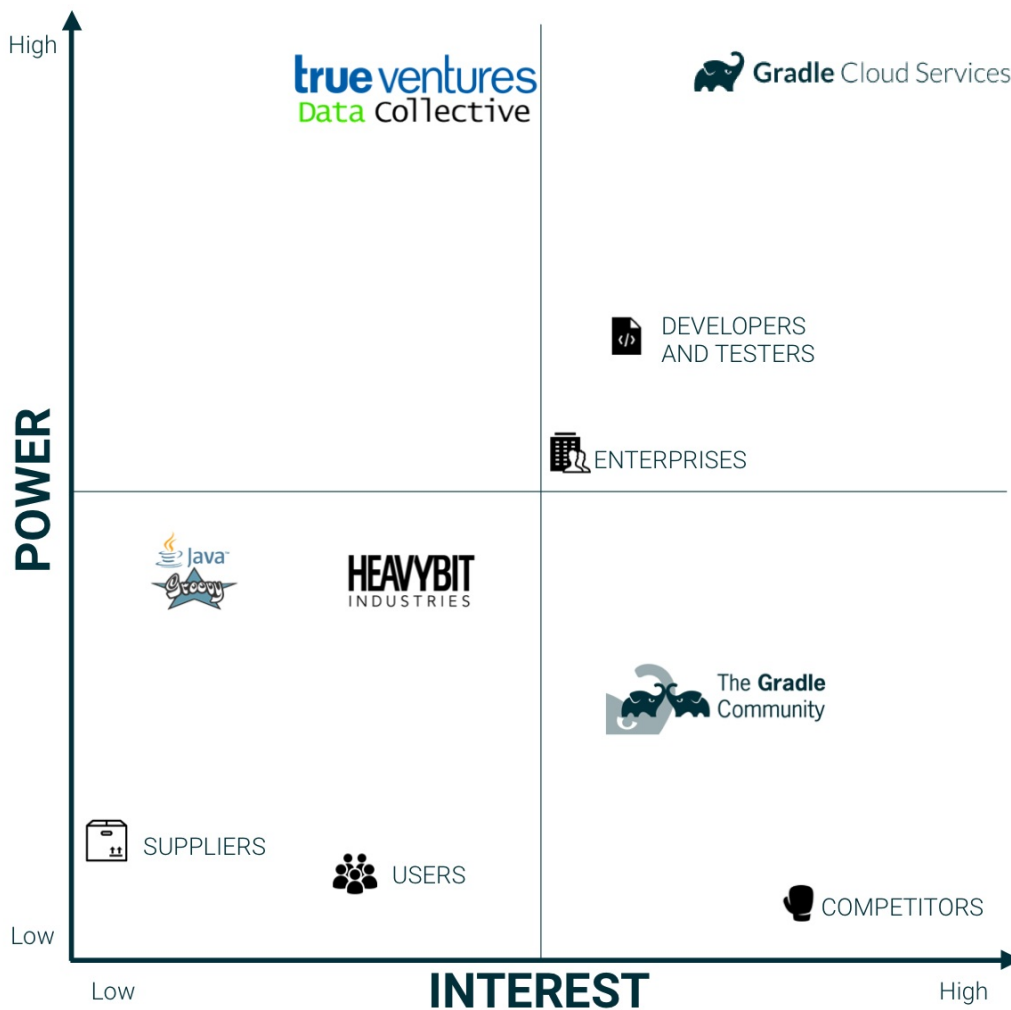 High
true ventures
Data Collective
Gradle Cloud Services
DEVELOPERS
AND TESTERS
ENTERPRISES
POWER
Java™
Groovy
HEAVYBIT
INDUSTRIES
The Gradle
Community
SUPPLIERS
USERS
COMPETITORS
Low
Low
INTEREST
High